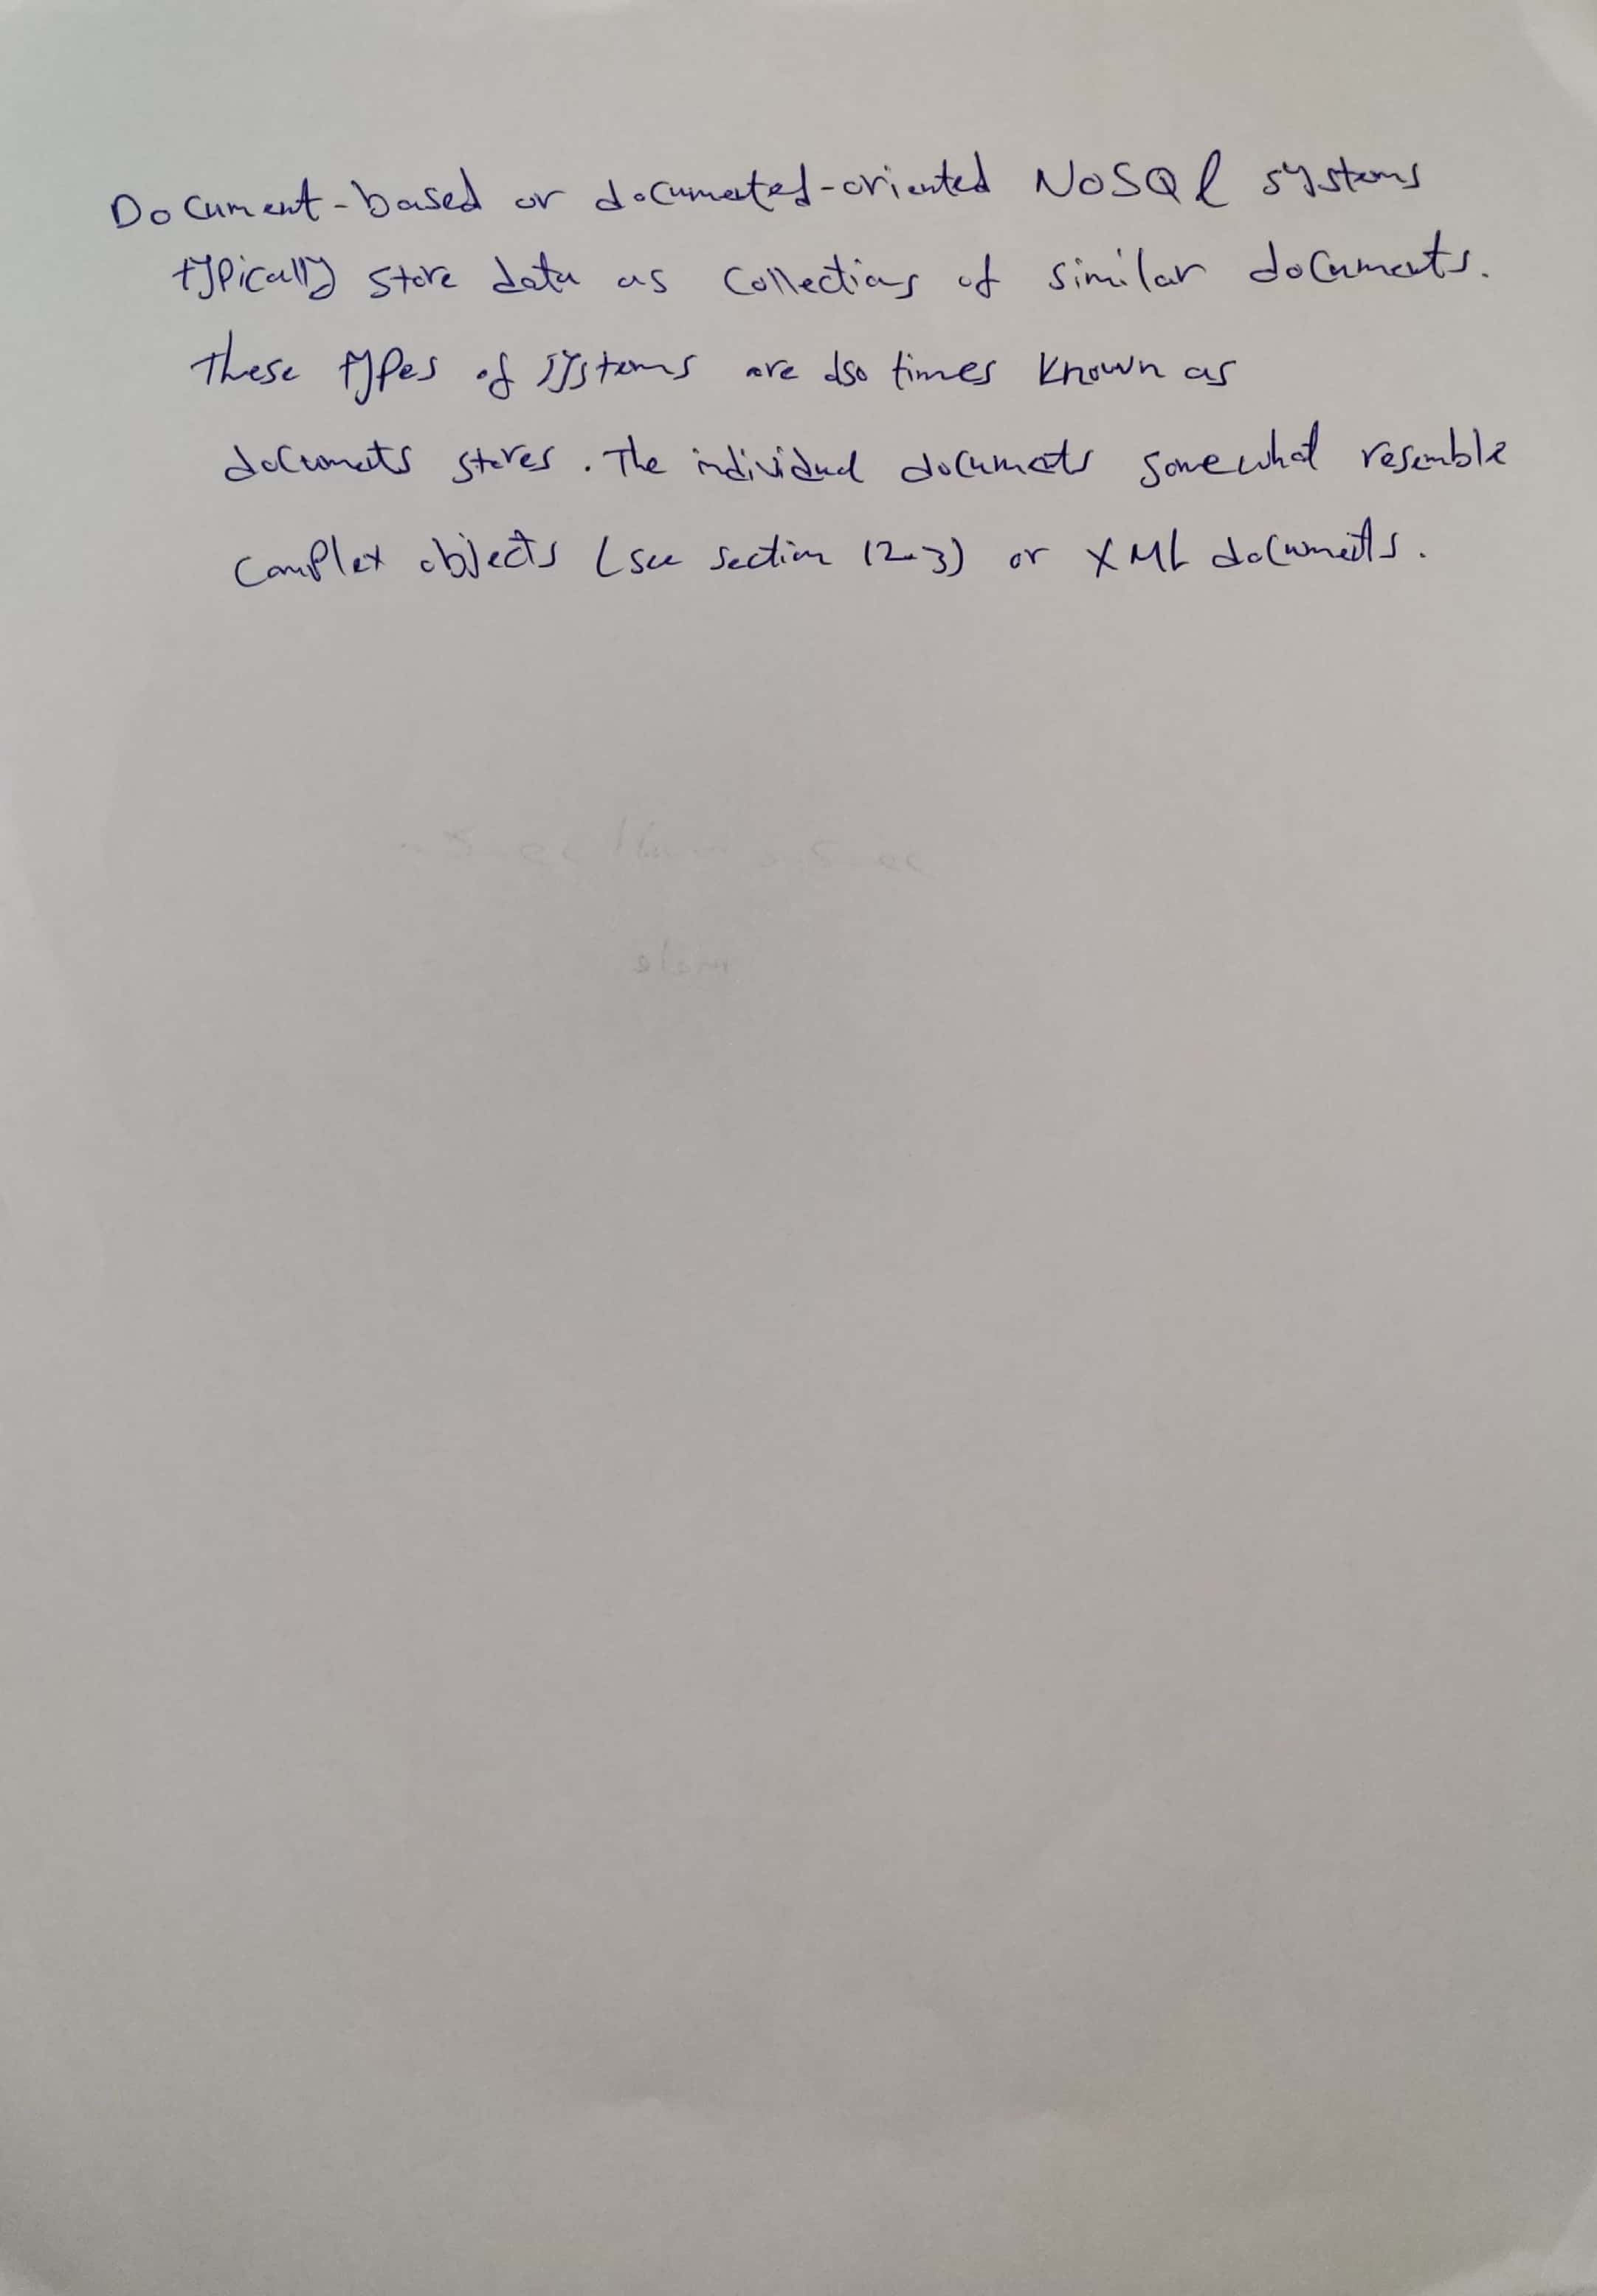 Document-based or documented-oriented NoSQL systems
typically store data as collections of similar documents.
These types of systems are also times known as
documents stores. The individual documents somewhat resemble
complex objects (see section 12.3) or XML documents.